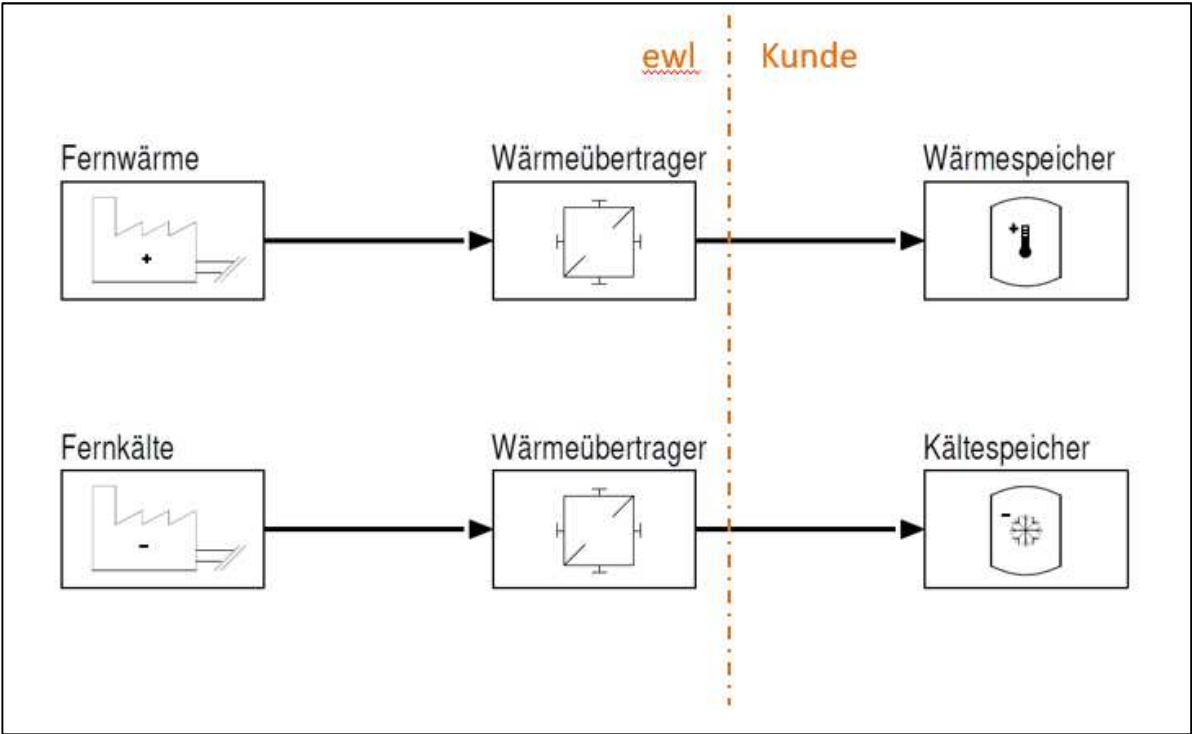 ewl Kunde
Fernwärme Wärmeübertrager Wärmespeicher
+ +
Fernkälte Wärmeübertrager Kältespeicher
- -